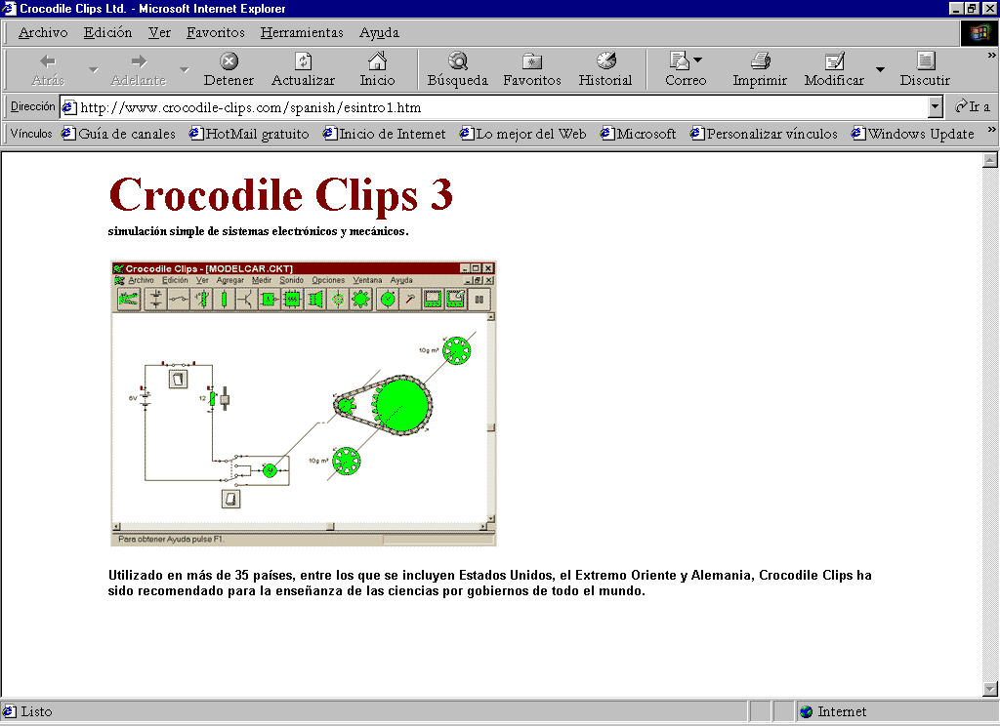 Crocodile Clips Ltd. - Microsoft Internet Explorer
Archivo Edición Ver Favoritos Herramientas Ayuda
Atrás Adelante Detener Actualizar Inicio Búsqueda Favoritos Historial Correo Imprimir Modificar Discutir »
Dirección http://www.crocodile-clips.com/spanish/esintro1.htm Ir a
Vínculos Guía de canales HotMail gratuito Inicio de Internet Lo mejor del Web Microsoft Personalizar vínculos Windows Update »
Crocodile Clips 3
simulación simple de sistemas electrónicos y mecánicos.
Crocodile Clips - [MODELCAR.CKT]
Archivo Edición Ver Agregar Medir Sonido Opciones Ventana Ayuda
555
10g m²
6V
12
10g m²
Para obtener Ayuda pulse F1.
Utilizado en más de 35 países, entre los que se incluyen Estados Unidos, el Extremo Oriente y Alemania, Crocodile Clips ha
sido recomendado para la enseñanza de las ciencias por gobiernos de todo el mundo.
Listo Internet